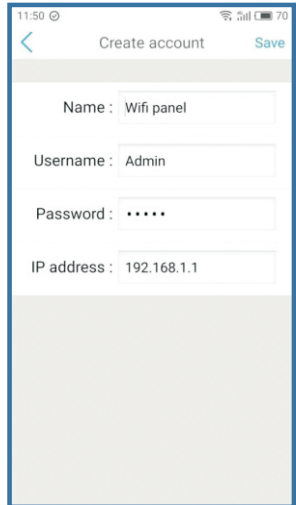 11:50 70
Create account Save
Name : Wifi panel
Username : Admin
Password : •••••
IP address : 192.168.1.1